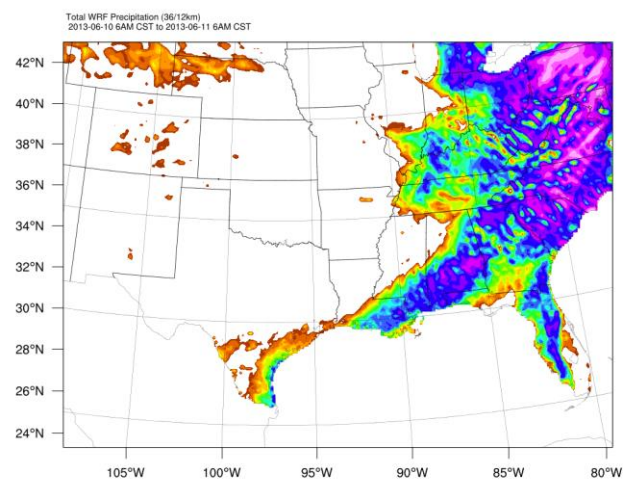 Total WRF Precipitation (36/12km)
2013-06-10 6AM CST to 2013-06-11 6AM CST
42°N
40°N
38°N
36°N
34°N
32°N
30°N
28°N
26°N
24°N
105°W 100°W 95°W 90°W 85°W 80°W